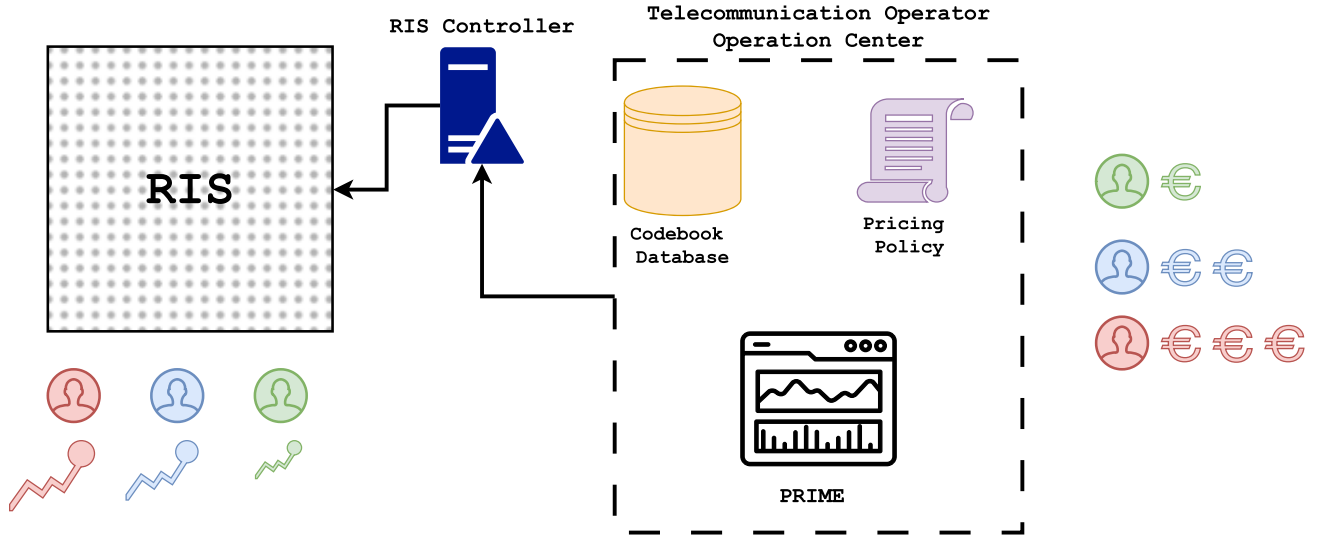 RIS Controller
Telecommunication Operator
Operation Center
RIS
Codebook
Database
Pricing
Policy
€
€ €
€ € €
PRIME